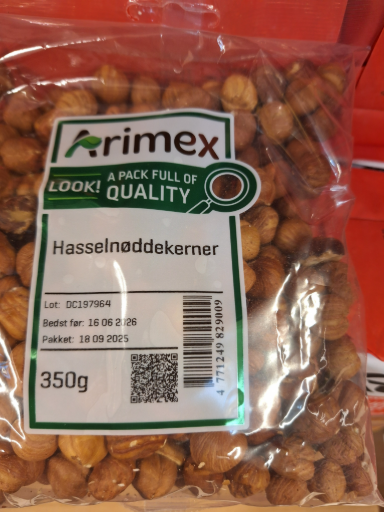 Arimex
LOOK! A PACK FULL OF
QUALITY
Hasselnøddekerner
Lot: DC197964
Bedst før: 16 06 2026
Pakket: 18 09 2025
350g
4 771249 829009